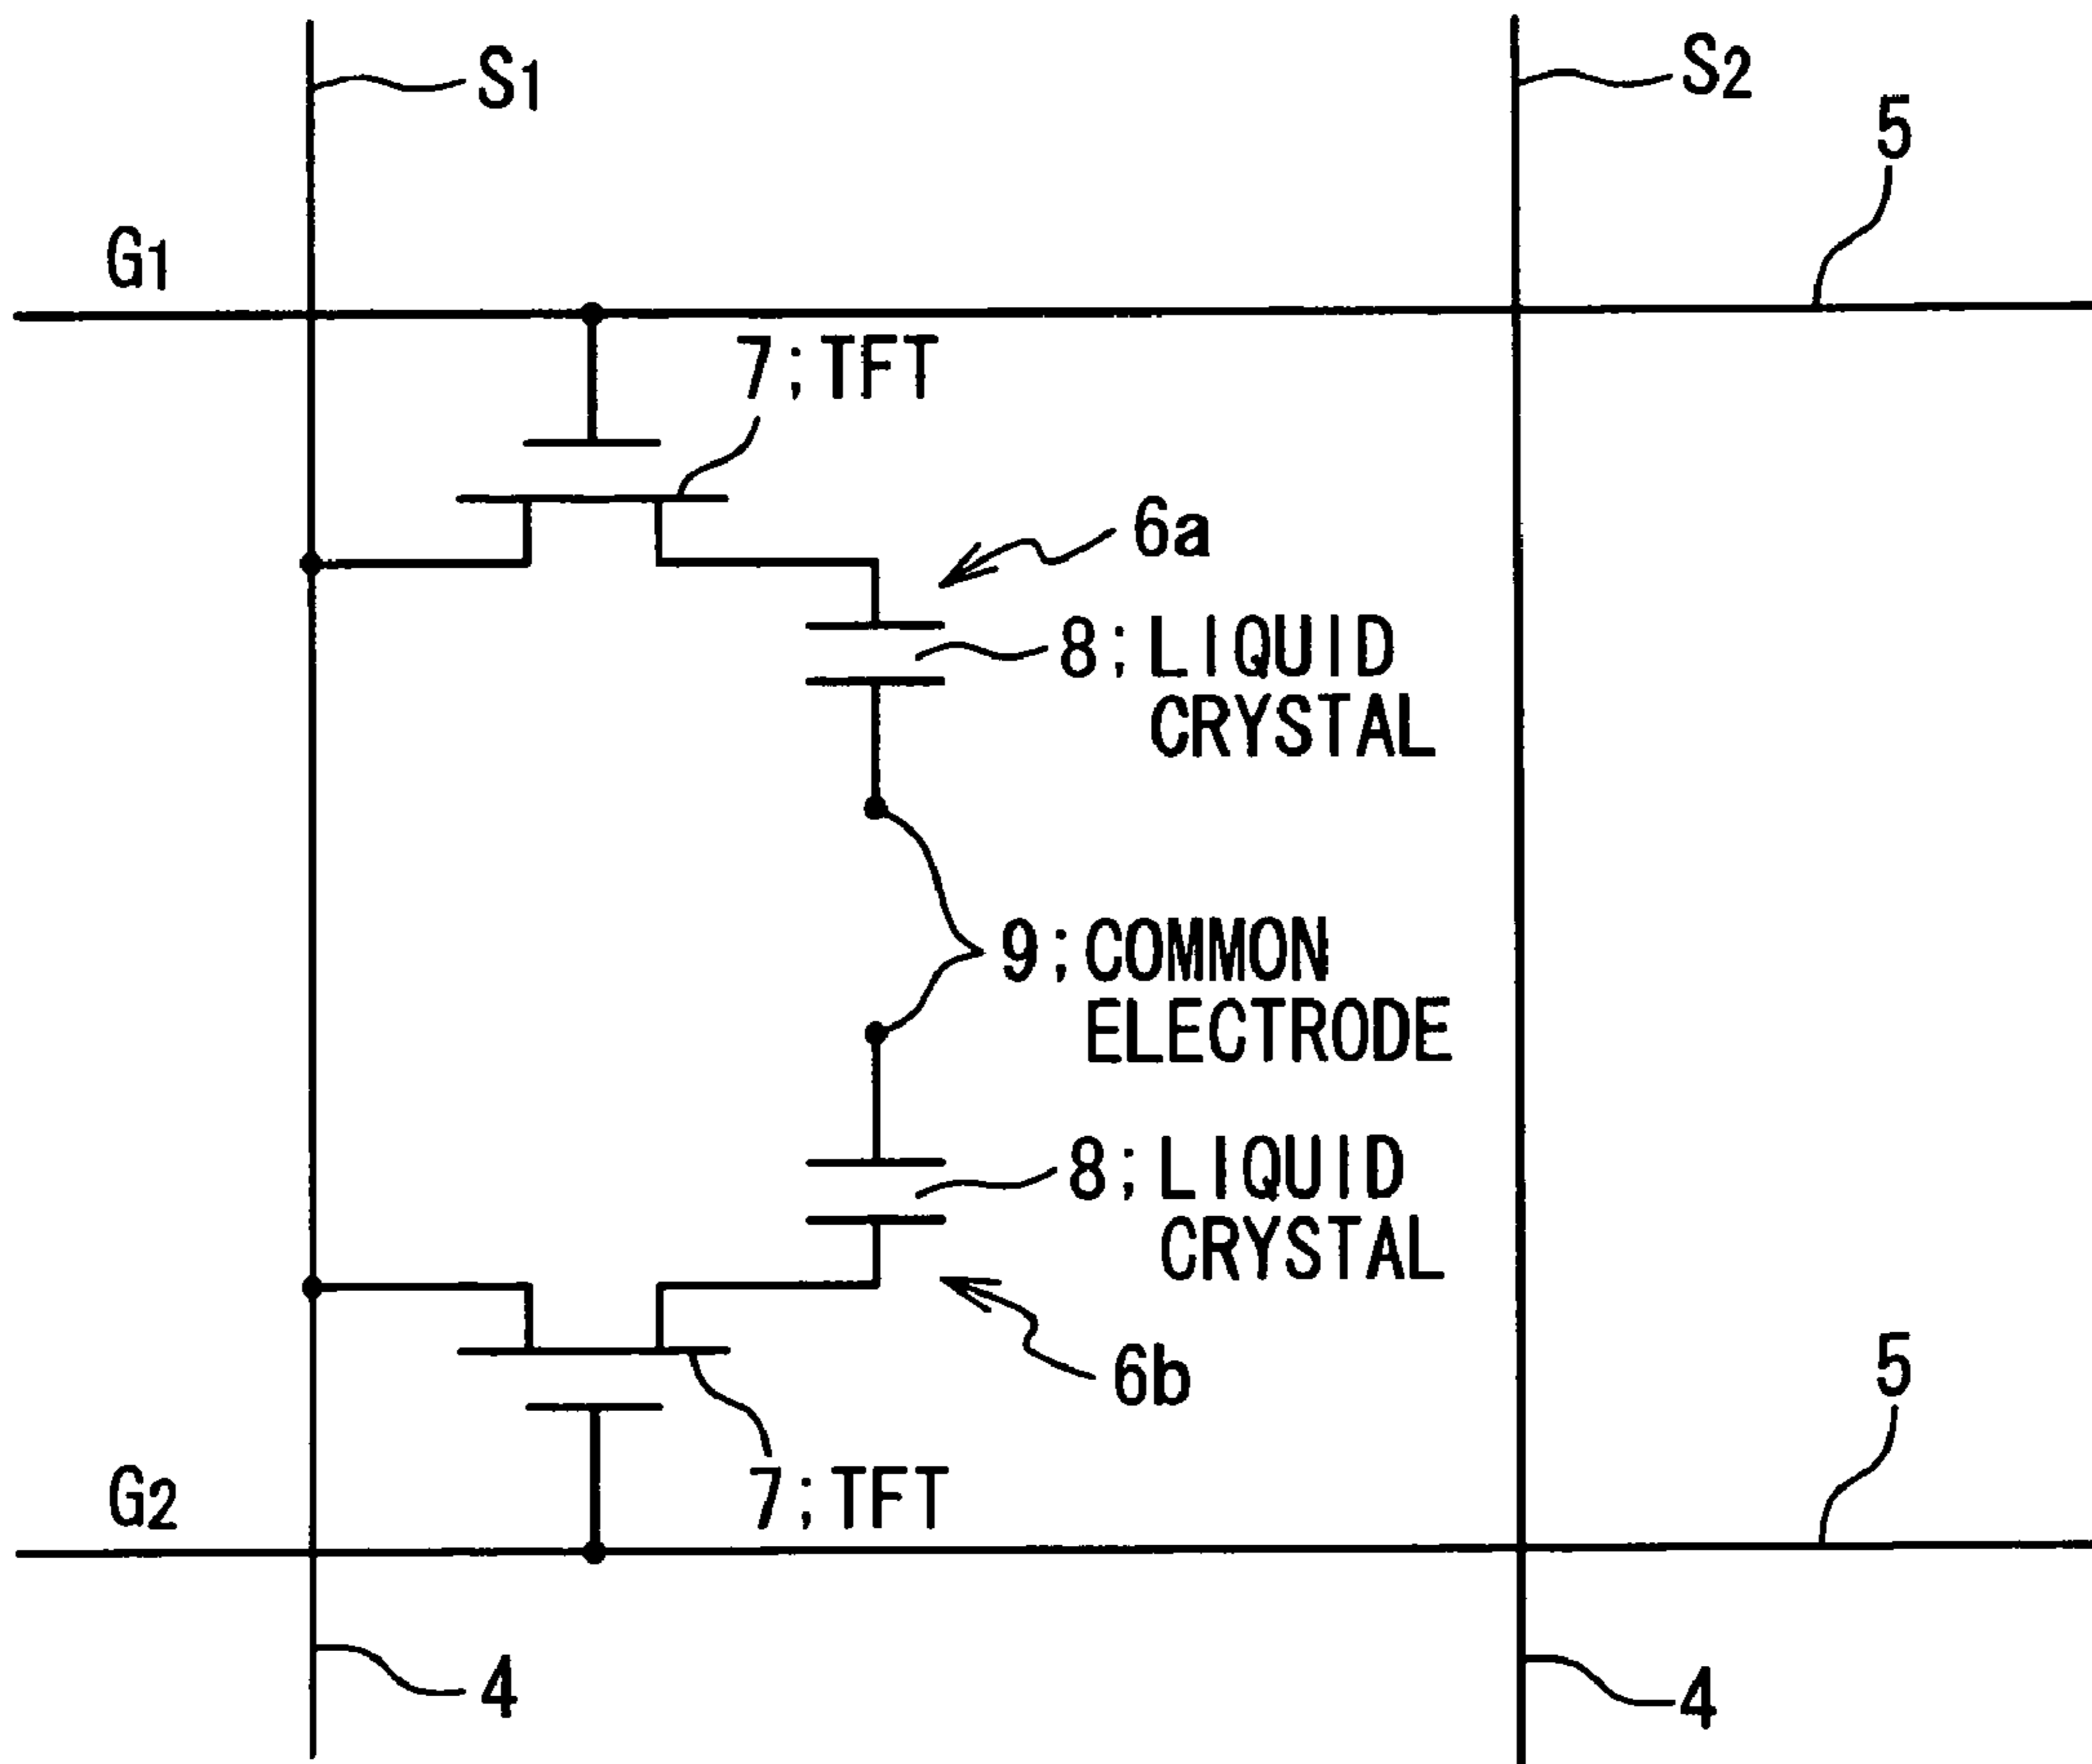 S1
S2
5
G1
7;TFT
6a
8;LIQUID
CRYSTAL
9;COMMON
ELECTRODE
8;LIQUID
CRYSTAL
6b
5
G2
7;TFT
4
4